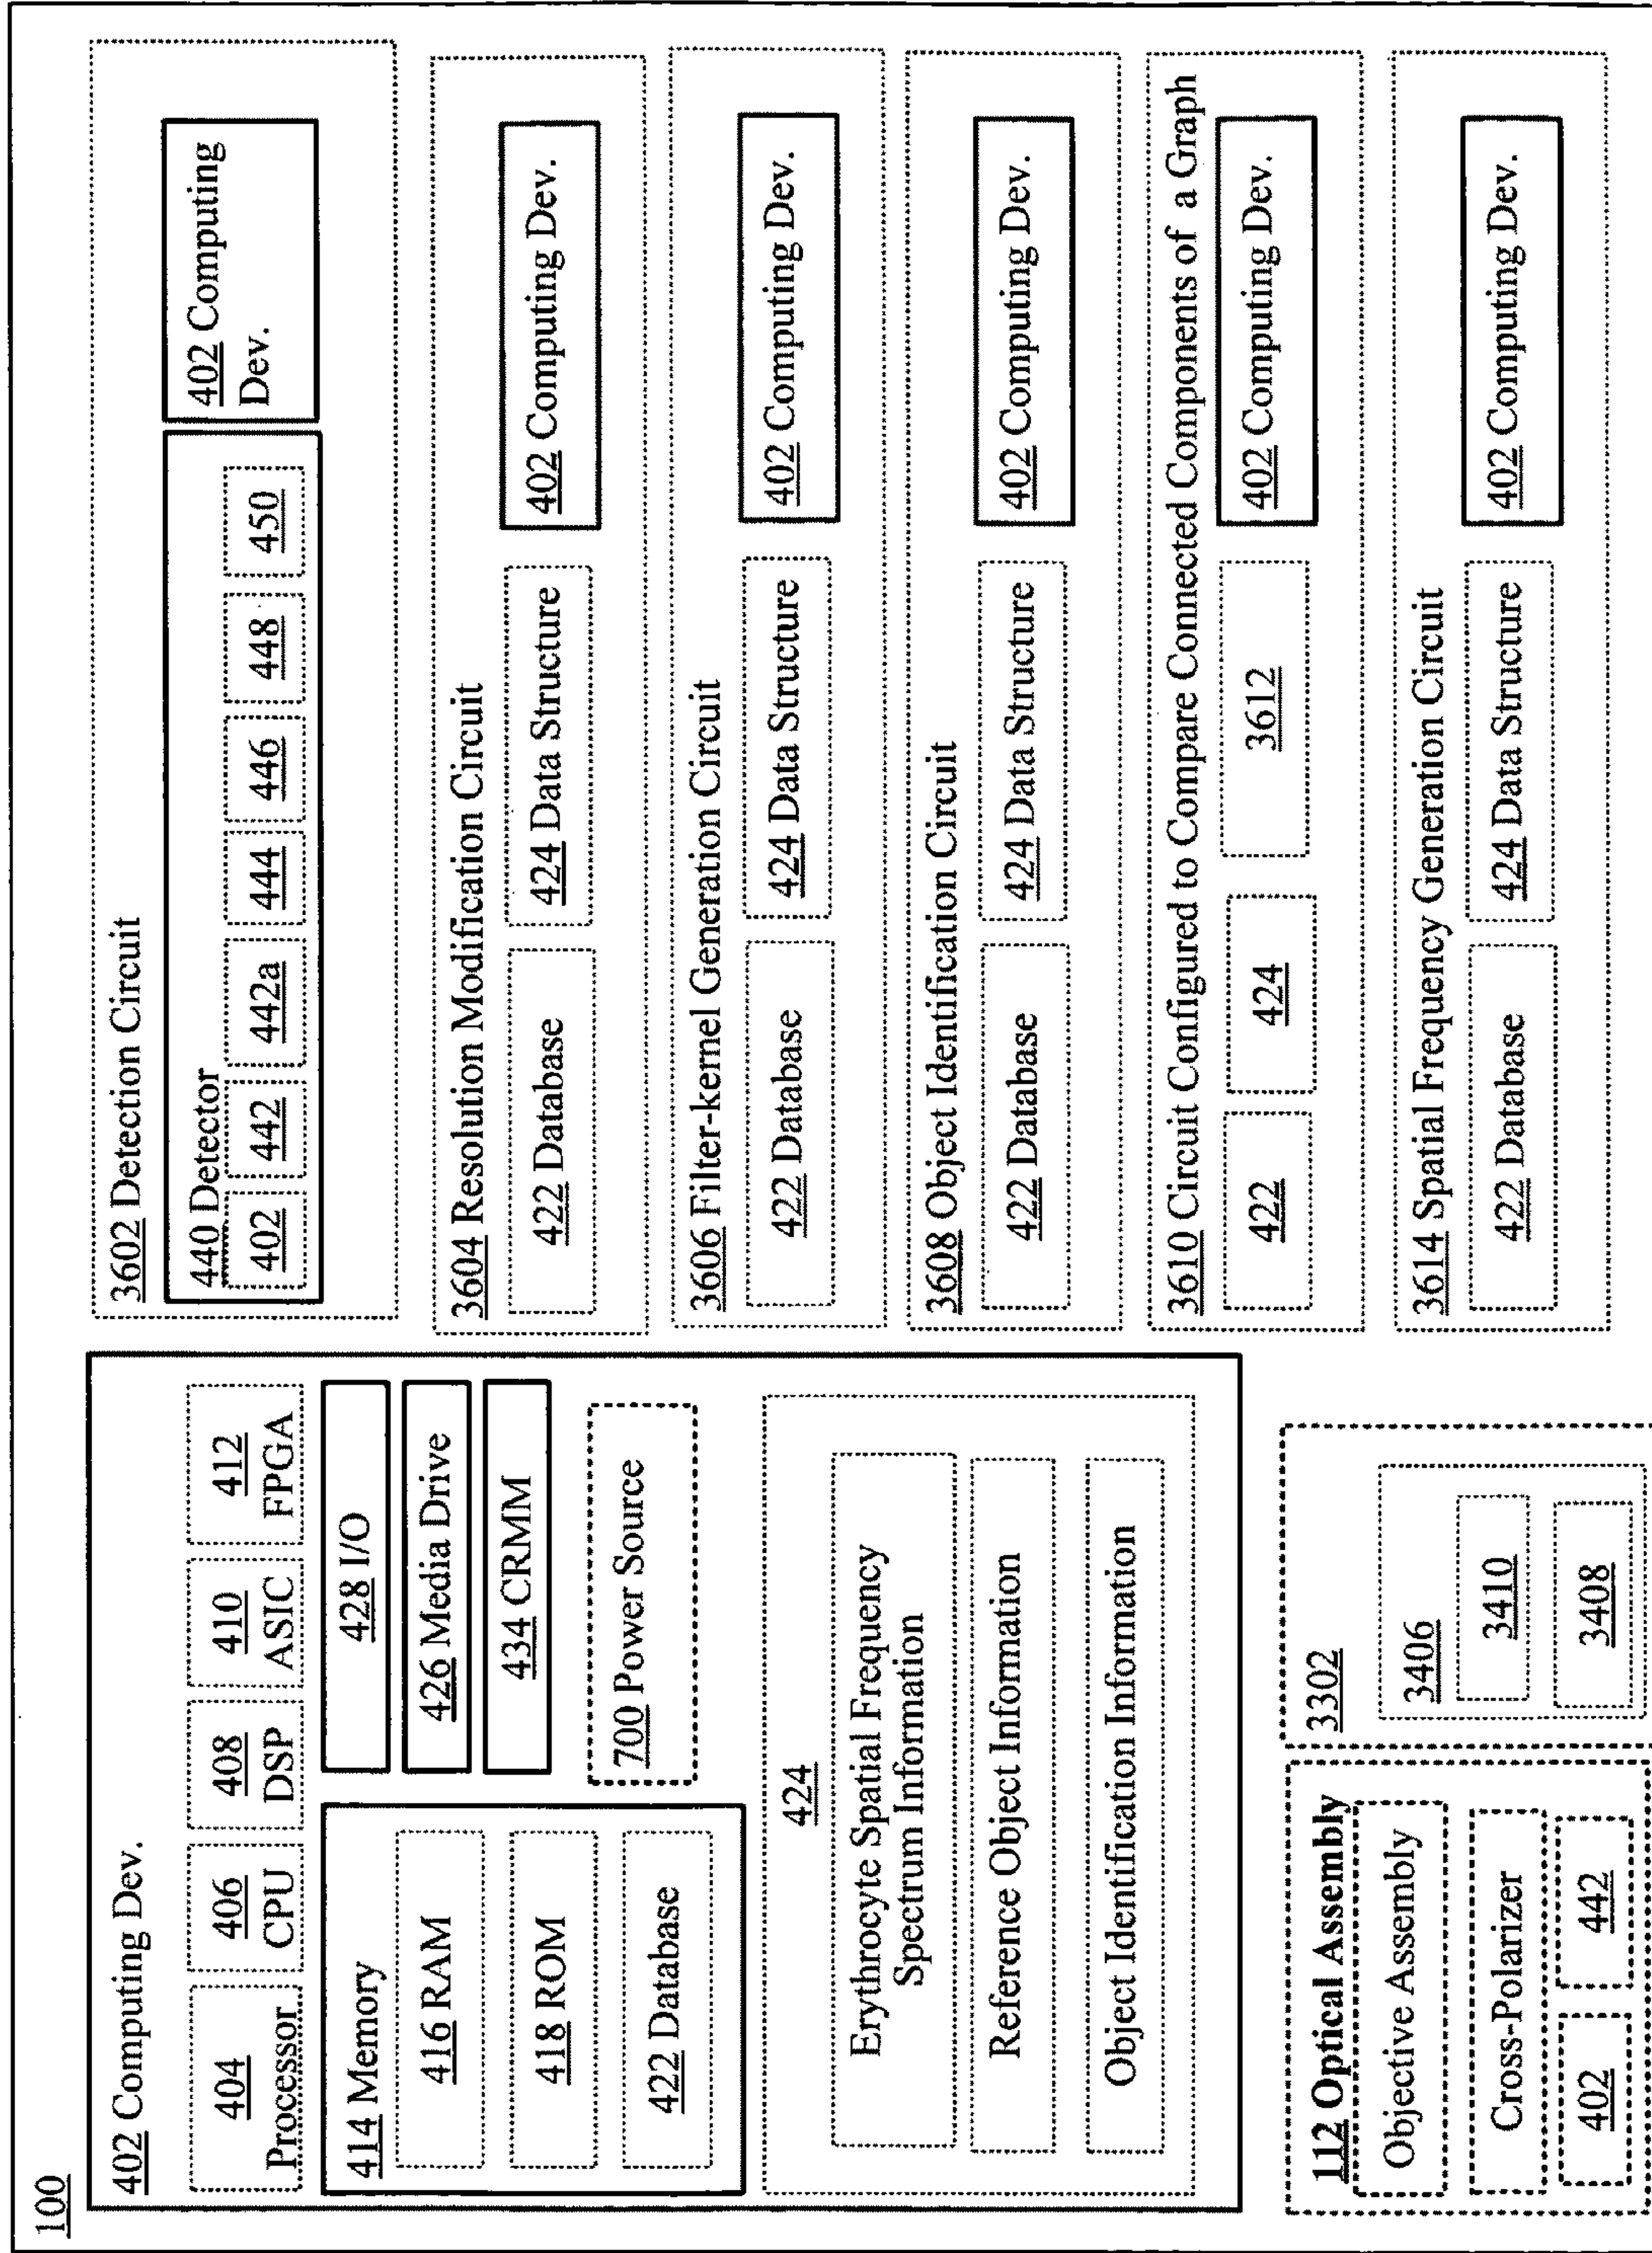 100
402 Computing Dev.
404
Processor
406
CPU
408
DSP
410
ASIC
412
FPGA
414 Memory
416 RAM
418 ROM
422 Database
428 I/O
426 Media Drive
434 CRMM
700 Power Source
424
Erythrocyte Spatial Frequency
Spectrum Information
Reference Object Information
Object Identification Information
112 Optical Assembly
Objective Assembly
Cross-Polarizer
402
442
3302
3406
3410
3408
3602 Detection Circuit
440 Detector
402
442
442a
444
446
448
450
402 Computing
Dev.
3604 Resolution Modification Circuit
422 Database
424 Data Structure
402 Computing Dev.
3606 Filter-kernel Generation Circuit
422 Database
424 Data Structure
402 Computing Dev.
3608 Object Identification Circuit
422 Database
424 Data Structure
402 Computing Dev.
3610 Circuit Configured to Compare Connected Components of a Graph
422
424
3612
402 Computing Dev.
3614 Spatial Frequency Generation Circuit
422 Database
424 Data Structure
402 Computing Dev.